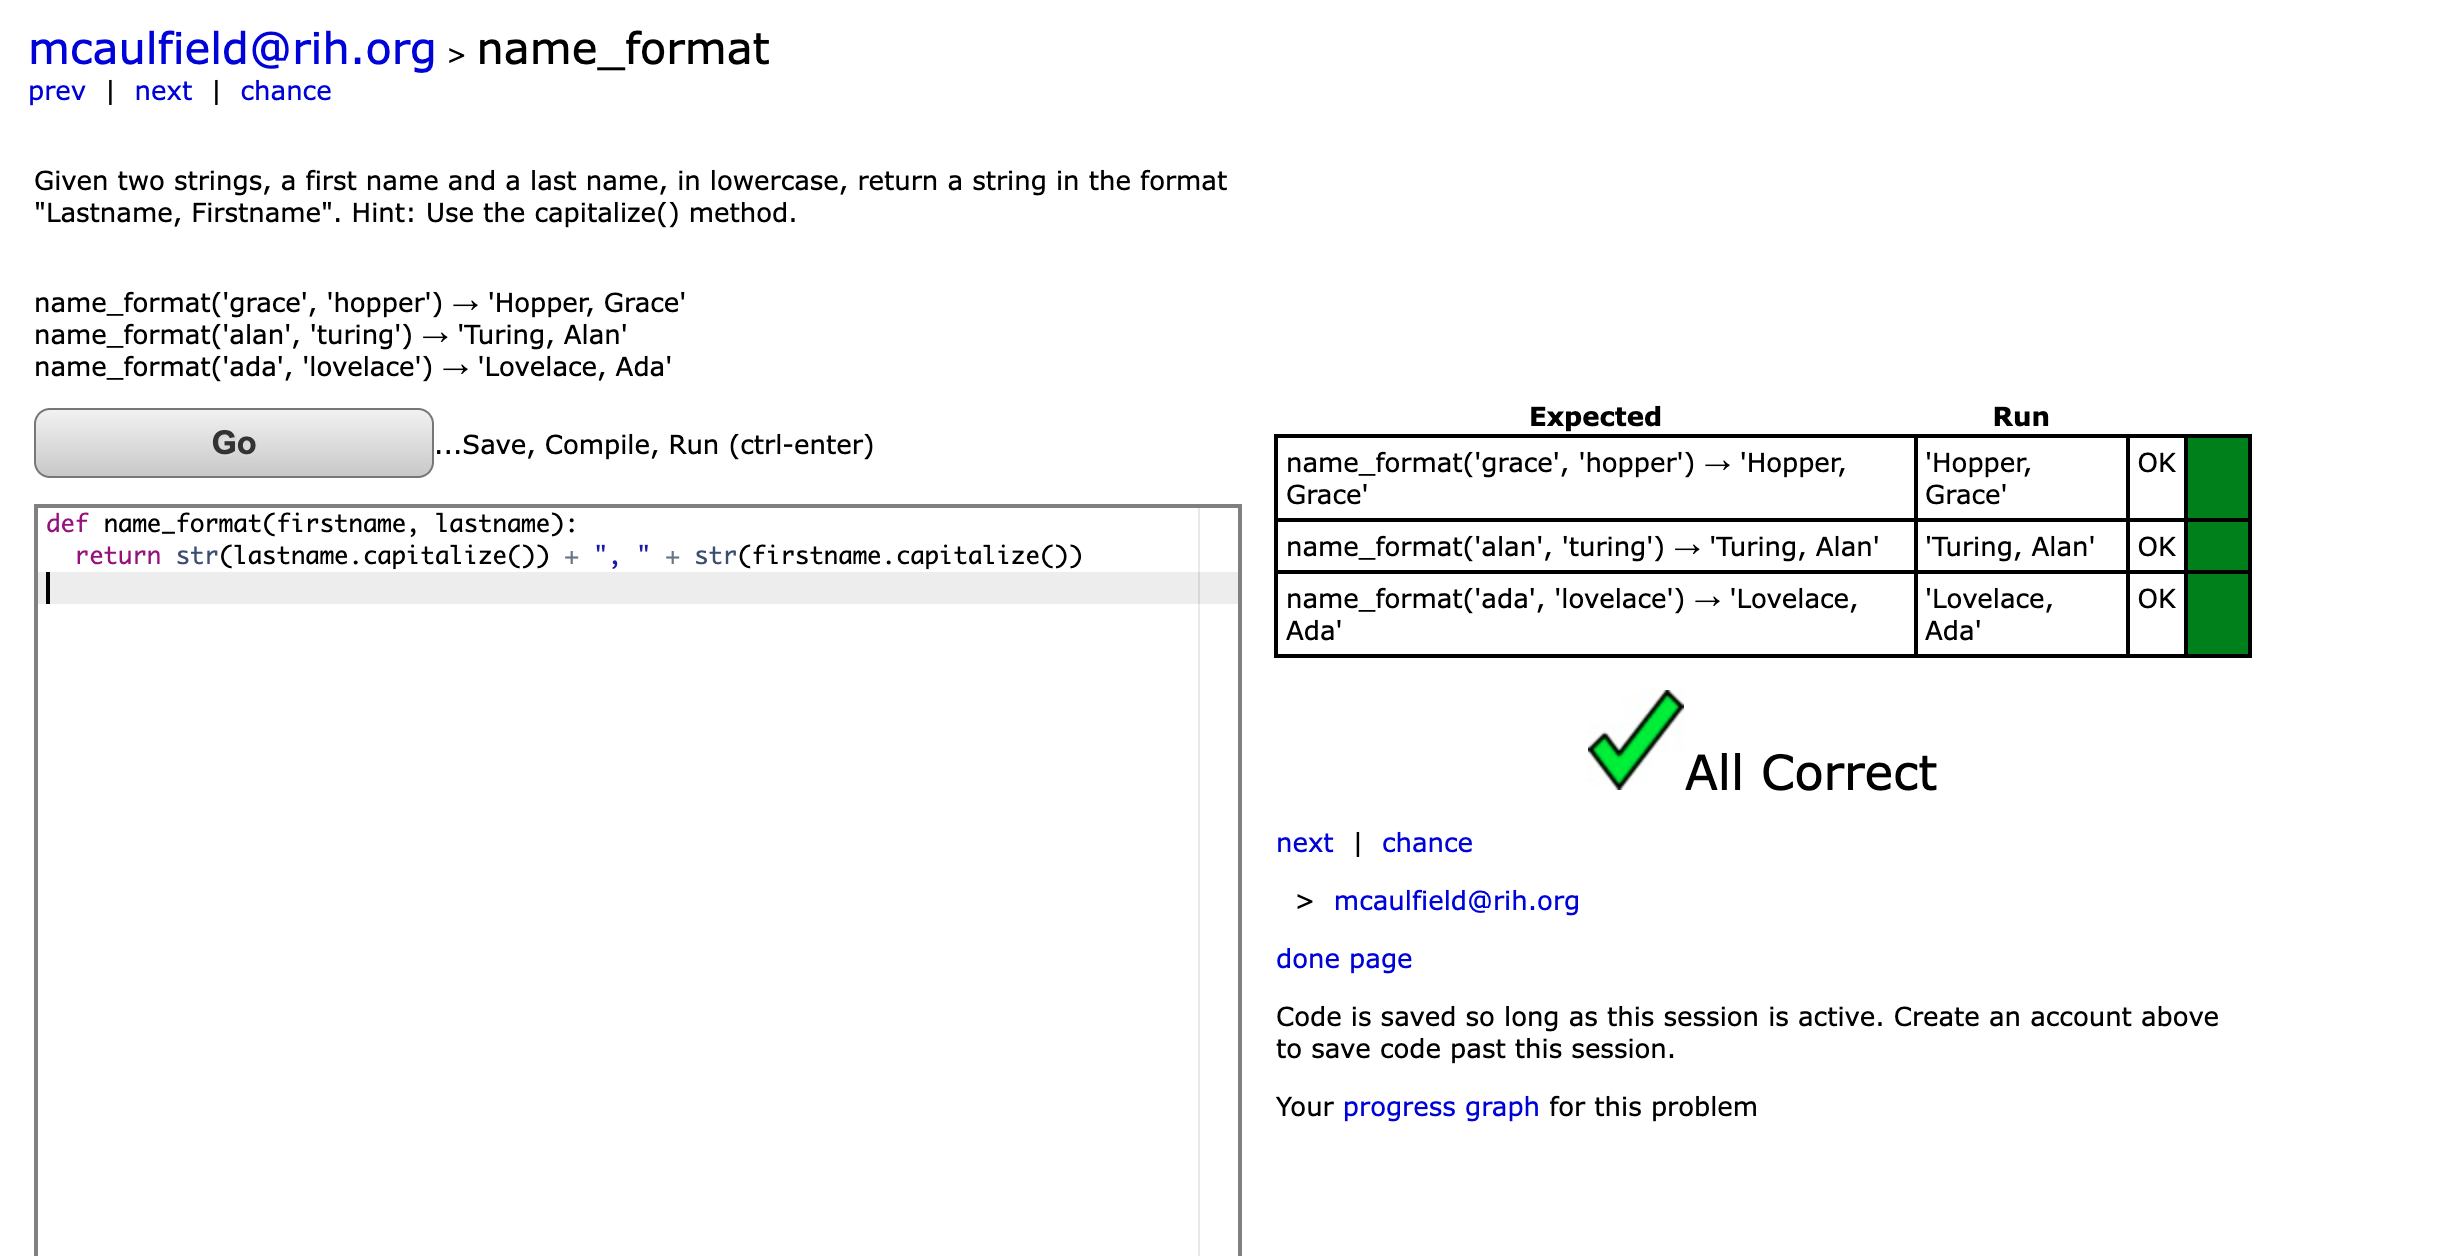 mcaulfield@rih.org > name_format
prev | next | chance
Given two strings, a first name and a last name, in lowercase, return a string in the format
"Lastname, Firstname". Hint: Use the capitalize() method.
name_format('grace', 'hopper') → 'Hopper, Grace'
name_format('alan', 'turing') → 'Turing, Alan'
name_format('ada', 'lovelace') → 'Lovelace, Ada'
Go ...Save, Compile, Run (ctrl-enter)
def name_format(firstname, lastname):
  return str(lastname.capitalize()) + ", " + str(firstname.capitalize())
Expected Run
name_format('grace', 'hopper') → 'Hopper, 'Hopper, OK
Grace' Grace'
name_format('alan', 'turing') → 'Turing, Alan' 'Turing, Alan' OK
name_format('ada', 'lovelace') → 'Lovelace, 'Lovelace, OK
Ada' Ada'
All Correct
next | chance
> mcaulfield@rih.org
done page
Code is saved so long as this session is active. Create an account above
to save code past this session.
Your progress graph for this problem